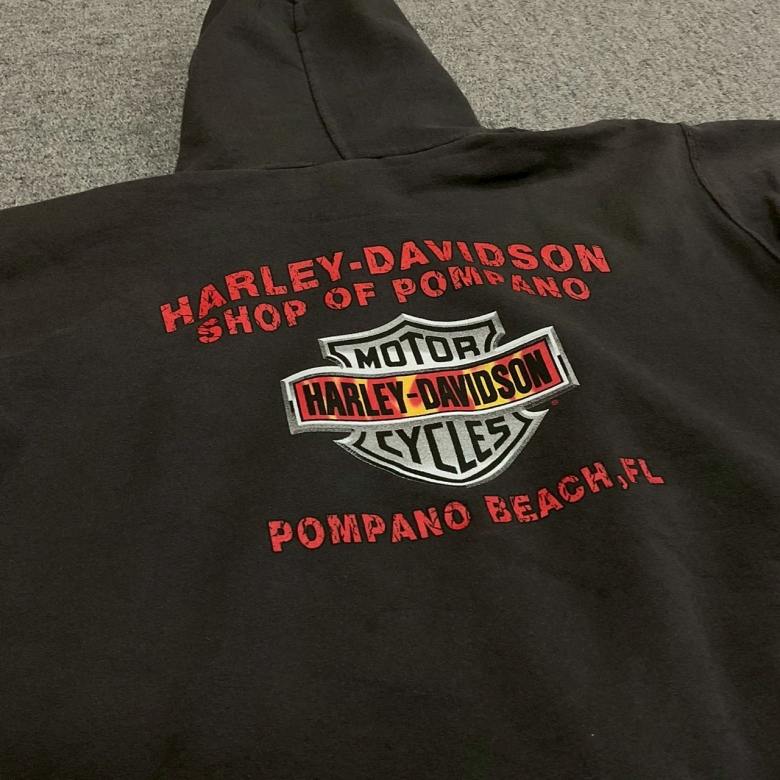 HARLEY-DAVIDSON
SHOP OF POMPANO
MOTOR
HARLEY-DAVIDSON
CYCLES
POMPANO BEACH, FL